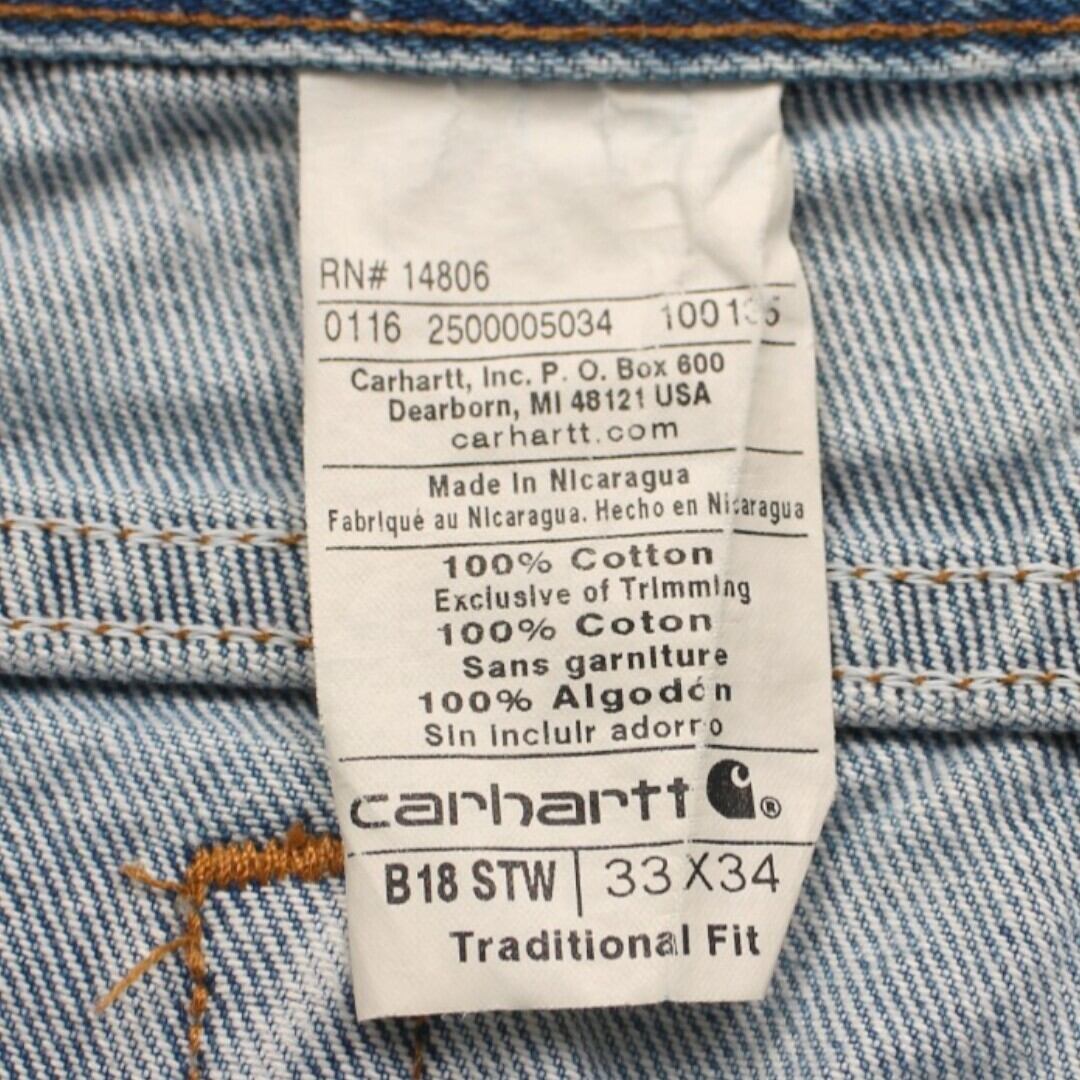 RN# 14806
0116 2500005034
Carhartt, Inc. P. O. Box 600
Dearborn, MI 48121 USA
carhartt.com
Made In Nicaragua
Fabriqué au Nicaragua. Hecho en Nicaragua
100% Cotton
Exclusive of Trimming
100% Coton
Sans garniture
100% Algodón
Sin incluir adorno
carhartt ®
B18 STW | 33 X 34
Traditional Fit